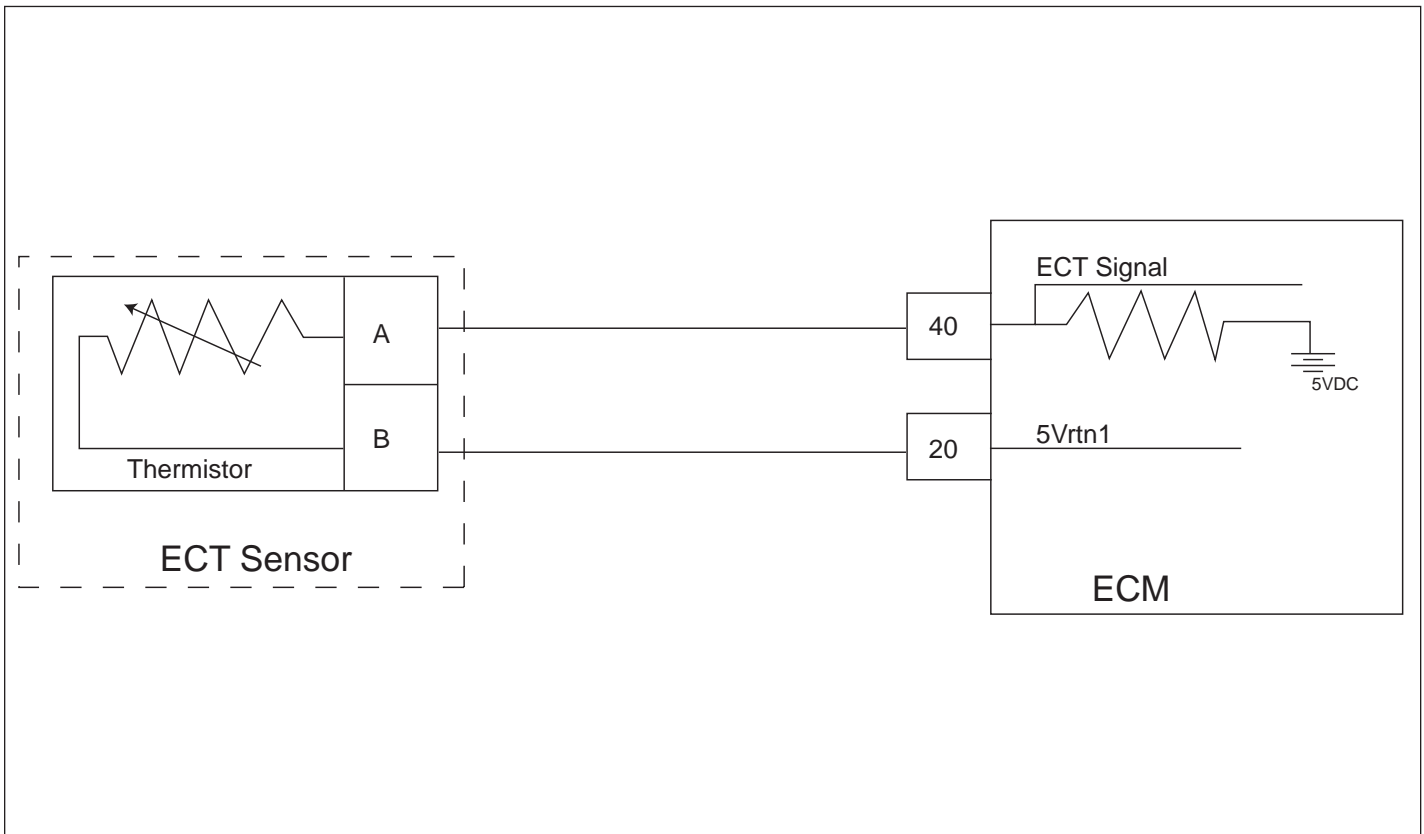 ECT Signal
A
40
5VDC
B
5Vrtn1
20
Thermistor
ECT Sensor
ECM